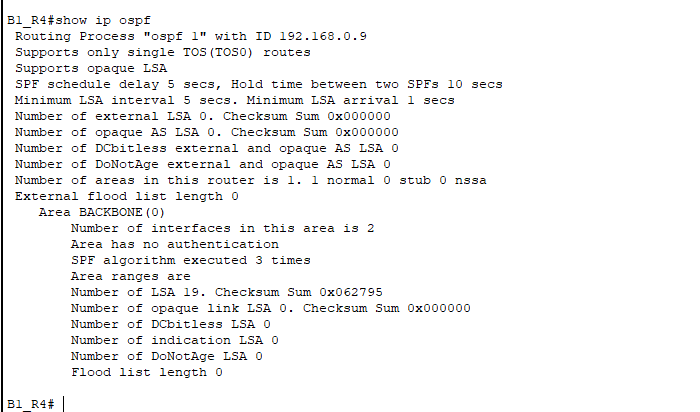 B1_R4#show ip ospf
Routing Process "ospf 1" with ID 192.168.0.9
Supports only single TOS(TOS0) routes
Supports opaque LSA
SPF schedule delay 5 secs, Hold time between two SPFs 10 secs
Minimum LSA interval 5 secs. Minimum LSA arrival 1 secs
Number of external LSA 0. Checksum Sum 0x000000
Number of opaque AS LSA 0. Checksum Sum 0x000000
Number of DCbitless external and opaque AS LSA 0
Number of DoNotAge external and opaque AS LSA 0
Number of areas in this router is 1. 1 normal 0 stub 0 nssa
External flood list length 0
Area BACKBONE(0)
Number of interfaces in this area is 2
Area has no authentication
SPF algorithm executed 3 times
Area ranges are
Number of LSA 19. Checksum Sum 0x062795
Number of opaque link LSA 0. Checksum Sum 0x000000
Number of DCbitless LSA 0
Number of indication LSA 0
Number of DoNotAge LSA 0
Flood list length 0
B1_R4#